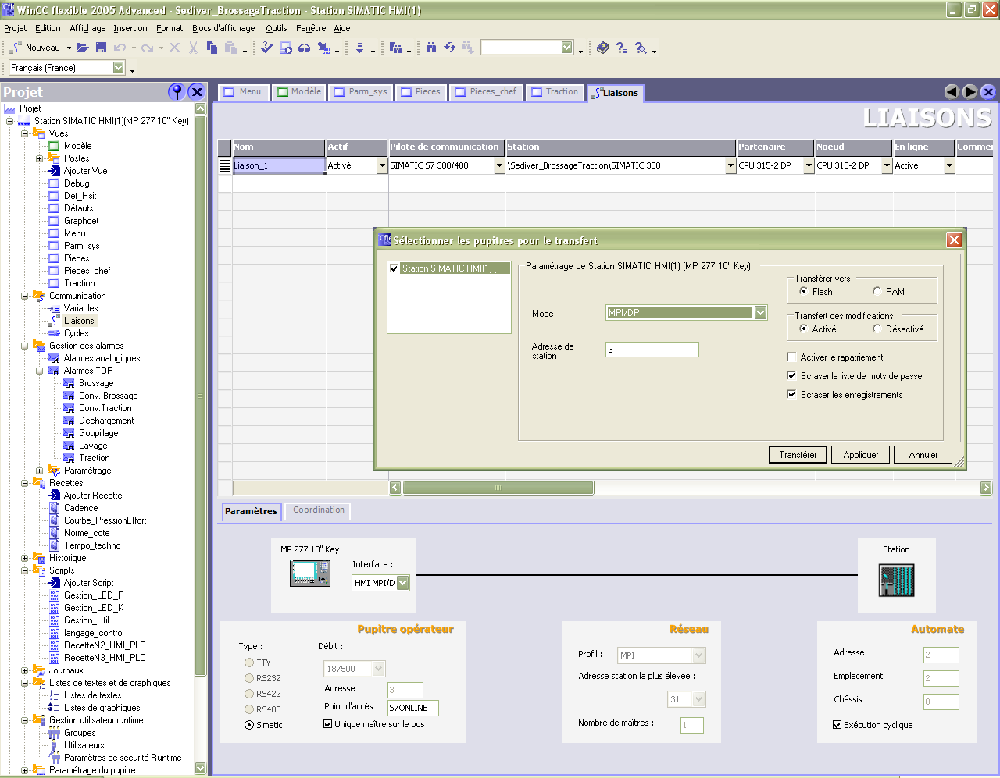 WinCC flexible 2005 Advanced - Sediver_BrossageTraction - Station SIMATIC HMI(1)
Projet Edition Affichage Insertion Format Blocs d'affichage Outils Fenêtre Aide
Nouveau
Français (France)
Projet
Menu Modèle Parm_sys Pieces Pieces_chef Traction Liaisons
LIAISONS
Projet
Station SIMATIC HMI(1)(MP 277 10" Key)
Vues
Modèle
Postes
Ajouter Vue
Debug
Def_Hsit
Défauts
Graphcet
Menu
Parm_sys
Pieces
Pieces_chef
Traction
Communication
Variables
Liaisons
Cycles
Gestion des alarmes
Alarmes analogiques
Alarmes TOR
Brossage
Conv. Brossage
Conv.Traction
Dechargement
Goupillage
Lavage
Traction
Paramétrage
Recettes
Ajouter Recette
Cadence
Courbe_PressionEffort
Norme_cote
Tempo_techno
Historique
Scripts
Ajouter Script
Gestion_LED_F
Gestion_LED_K
Gestion_Util
langage_control
RecetteN2_HMI_PLC
RecetteN3_HMI_PLC
Journaux
Listes de textes et de graphiques
Listes de textes
Listes de graphiques
Gestion utilisateur runtime
Groupes
Utilisateurs
Paramètres de sécurité Runtime
Paramétrage du pupitre
Nom Actif Pilote de communication Station Partenaire Noeud En ligne Commen
Liaison_1 Activé SIMATIC S7 300/400 \Sediver_BrossageTraction\SIMATIC 300 CPU 315-2 DP CPU 315-2 DP Activé
Sélectionner les pupitres pour le transfert
Station SIMATIC HMI(1) (
Paramétrage de Station SIMATIC HMI(1) (MP 277 10" Key)
Mode MPI/DP
Adresse de station 3
Transférer vers
Flash RAM
Transfert des modifications
Activé Désactivé
Activer le rapatriement
Ecraser la liste de mots de passe
Ecraser les enregistrements
Transférer Appliquer Annuler
Paramètres Coordination
MP 277 10" Key
Interface :
HMI MPI/D
Station
Pupitre opérateur
Type :
TTY
RS232
RS422
RS485
Simatic
Débit :
187500
Adresse : 3
Point d'accès : S7ONLINE
Unique maître sur le bus
Réseau
Profil : MPI
Adresse station la plus élevée :
31
Nombre de maîtres : 1
Automate
Adresse 2
Emplacement : 2
Châssis : 0
Exécution cyclique